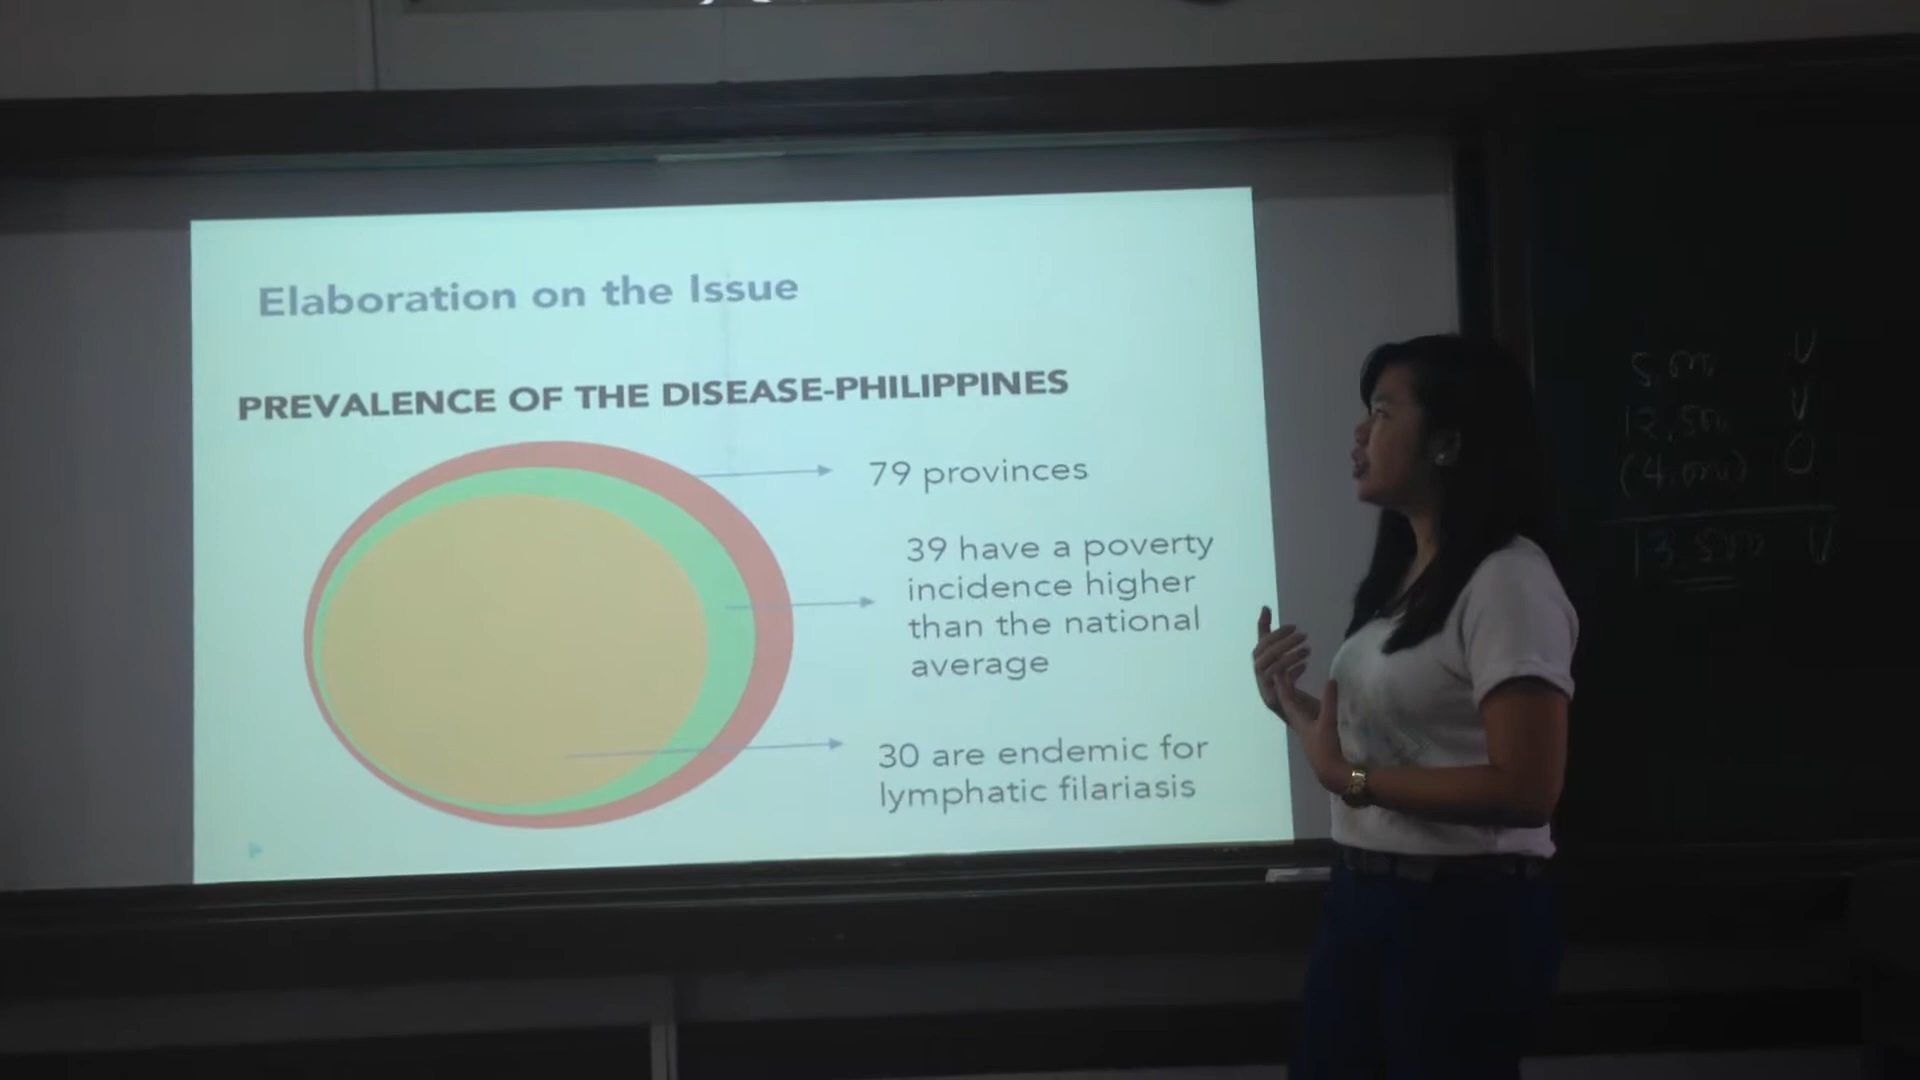 Elaboration on the Issue
PREVALENCE OF THE DISEASE-PHILIPPINES
79 provinces
39 have a poverty
incidence higher
than the national
average
30 are endemic for
lymphatic filariasis